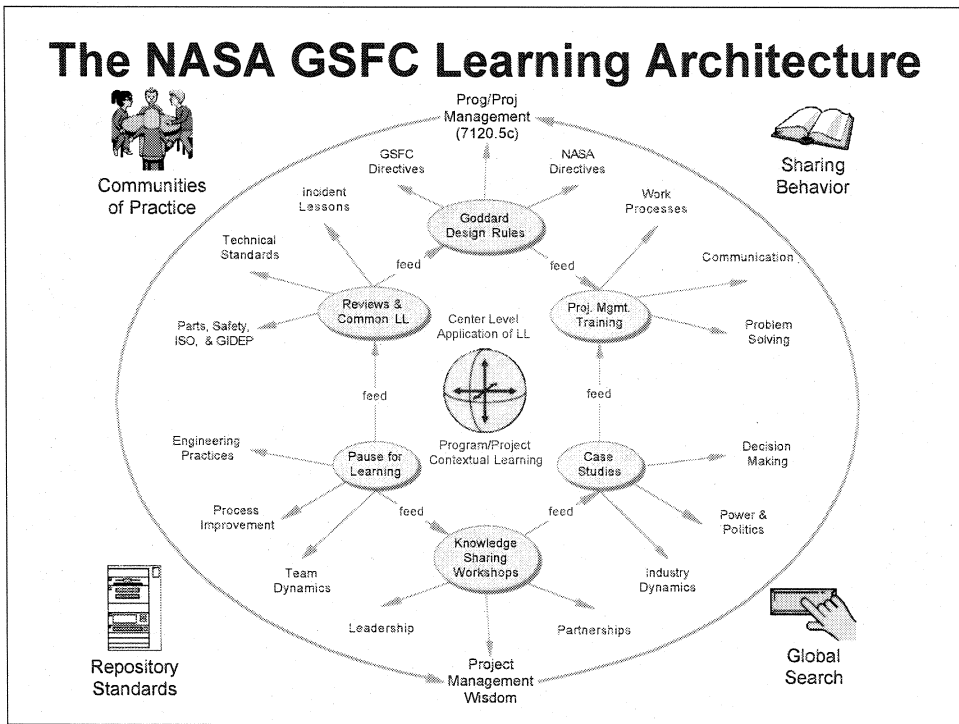 The NASA GSFC Learning Architecture
Prog/Proj
Management
(7120.5c)
Communities
of Practice
Sharing
Behavior
GSFC
Directives
NASA
Directives
Incident
Lessons
Work
Processes
Goddard
Design Rules
Technical
Standards
feed
feed
Communication
Reviews &
Common LL
Center Level
Application of LL
Proj. Mgmt.
Training
Parts, Safety,
ISO, & GIDEP
Problem
Solving
feed
feed
Engineering
Practices
Pause for
Learning
Program/Project
Contextual Learning
Case
Studies
Decision
Making
Process
Improvement
feed
feed
Power &
Politics
Knowledge
Sharing
Workshops
Team
Dynamics
Industry
Dynamics
Leadership
Partnerships
Repository
Standards
Project
Management
Wisdom
Global
Search